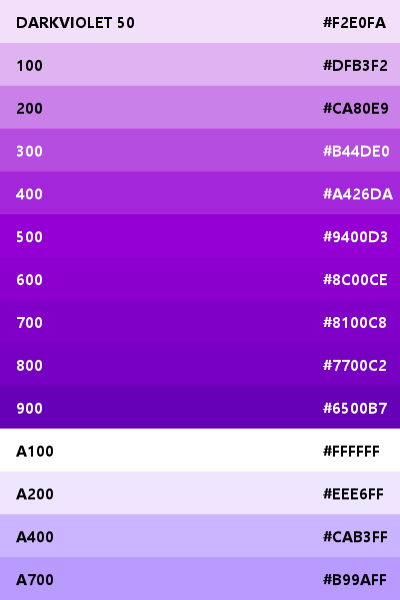 DARKVIOLET 50 #F2E0FA
100 #DFB3F2
200 #CA80E9
300 #B44DE0
400 #A426DA
500 #9400D3
600 #8C00CE
700 #8100C8
800 #7700C2
900 #6500B7
A100 #FFFFFF
A200 #EEE6FF
A400 #CAB3FF
A700 #B99AFF